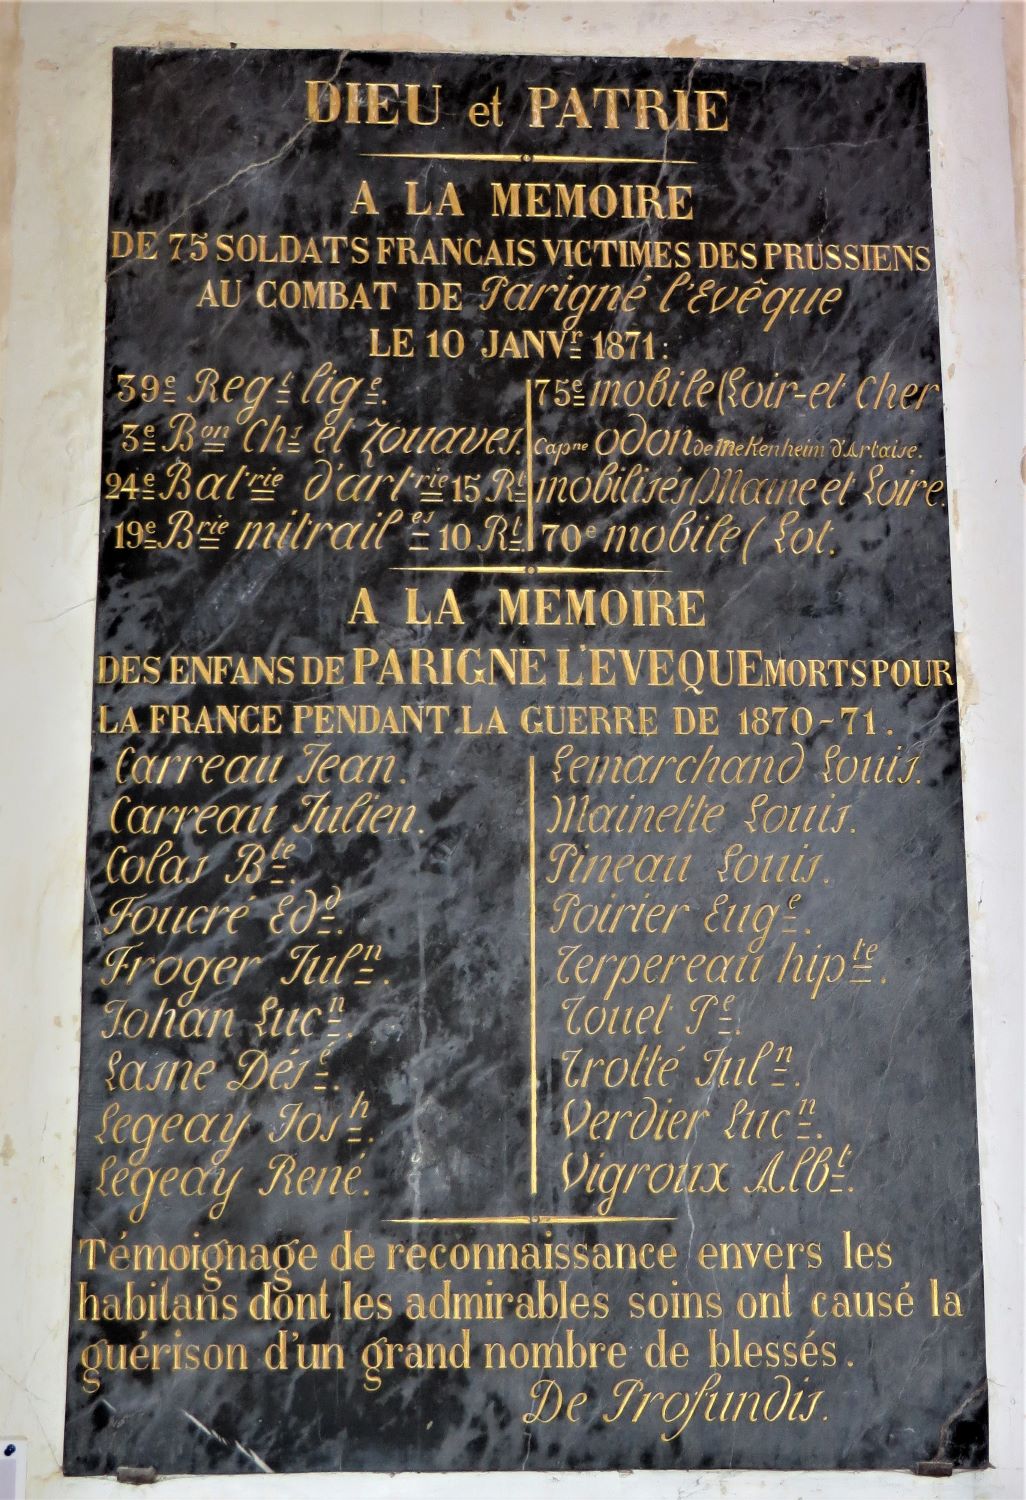 DIEU et PATRIE
A LA MEMOIRE
DE 75 SOLDATS FRANÇAIS VICTIMES DES PRUSSIENS
AU COMBAT DE Parigné l'Evêque
LE 10 JANVr 1871:
39e Regt lige.
3e Bon Chs et Zouaves
24e Battrie d'arttrie 15 Rt
19e Brie mitrailes 10 Rt
75e mobile (Loir-et Cher
Capne ODON de Mekenheim d'Artaise.
mobilisés (Maine et Loire.
70e mobile (Lot.
A LA MEMOIRE
DES ENFANS DE PARIGNE L'EVÊQUE MORTS POUR
LA FRANCE PENDANT LA GUERRE DE 1870-71.
Carreau Jean.
Carreau Julien.
Colas Bte.
Foucré Edd.
Froger Juln.
Johan Lucn.
Lasne Dése.
Legeay Josh.
Legeay René.
Lemarchand Louis.
Mainette Louis.
Pineau Louis.
Poirier Euge.
Terpereau hipte.
Touet Pe.
Trotté Juln.
Verdier Lucn.
Vigroux Albt.
Témoignage de reconnaissance envers les
habitans dont les admirables soins ont causé la
guérison d'un grand nombre de blessés.
De Profundis.